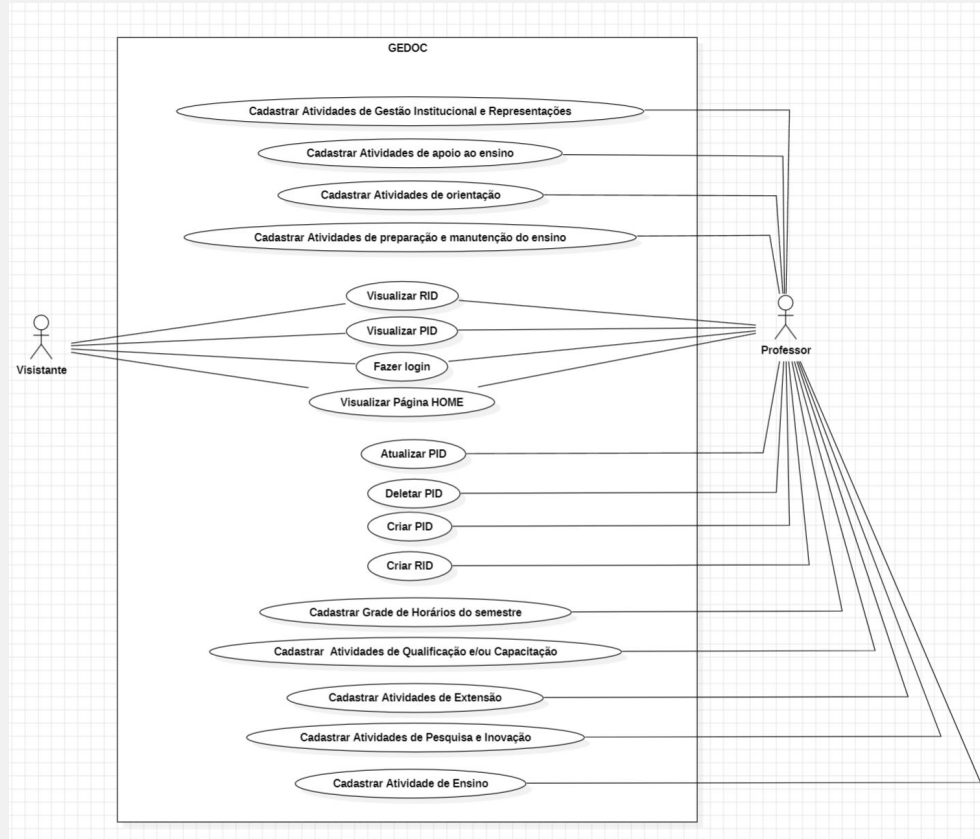 GEDOC
Cadastrar Atividades de Gestão Institucional e Representações
Cadastrar Atividades de apoio ao ensino
Cadastrar Atividades de orientação
Cadastrar Atividades de preparação e manutenção do ensino
Visualizar RID
Visualizar PID
Fazer login
Visualizar Página HOME
Visistante
Professor
Atualizar PID
Deletar PID
Criar PID
Criar RID
Cadastrar Grade de Horários do semestre
Cadastrar Atividades de Qualificação e/ou Capacitação
Cadastrar Atividades de Extensão
Cadastrar Atividades de Pesquisa e Inovação
Cadastrar Atividade de Ensino